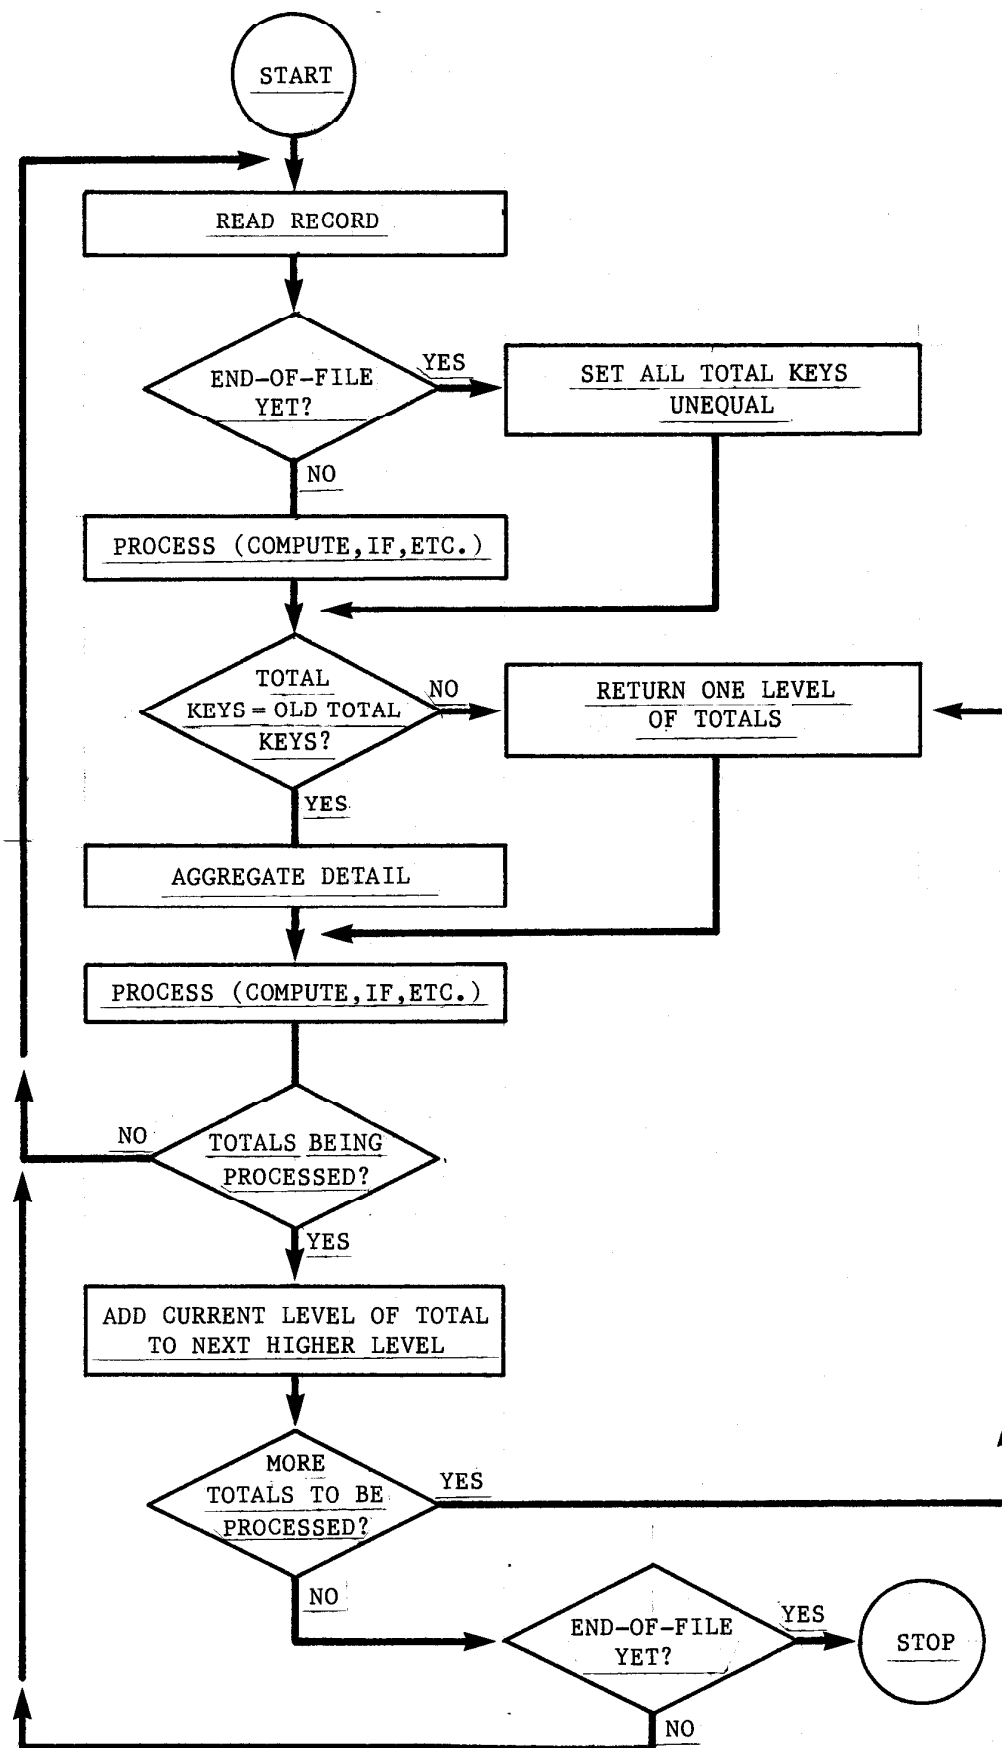 START
READ RECORD
END-OF-FILE
YET?
YES
SET ALL TOTAL KEYS
UNEQUAL
NO
PROCESS (COMPUTE,IF,ETC.)
TOTAL
KEYS = OLD TOTAL
KEYS?
NO
RETURN ONE LEVEL
OF TOTALS
YES
AGGREGATE DETAIL
PROCESS (COMPUTE,IF,ETC.)
NO
TOTALS BEING
PROCESSED?
YES
ADD CURRENT LEVEL OF TOTAL
TO NEXT HIGHER LEVEL
MORE
TOTALS TO BE
PROCESSED?
YES
NO
END-OF-FILE
YET?
YES
STOP
NO